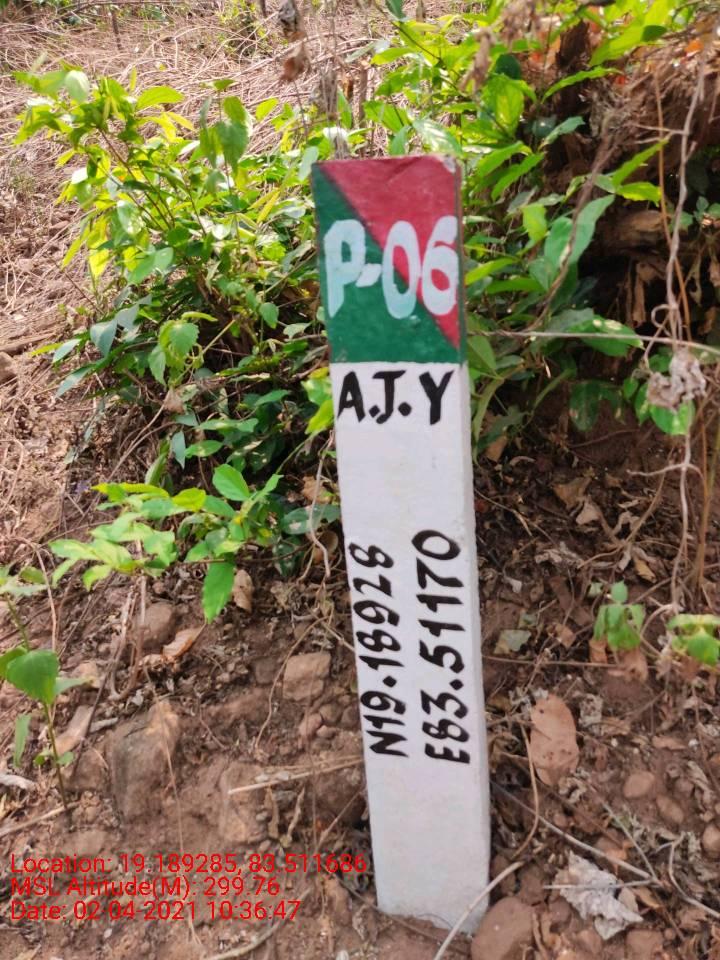 P-06
A.J.Y
N19.18928
E83.51170
Location: 19.189285, 83.511686
MSL Altitude(M): 299.76
Date: 02-04-2021 10:36:47